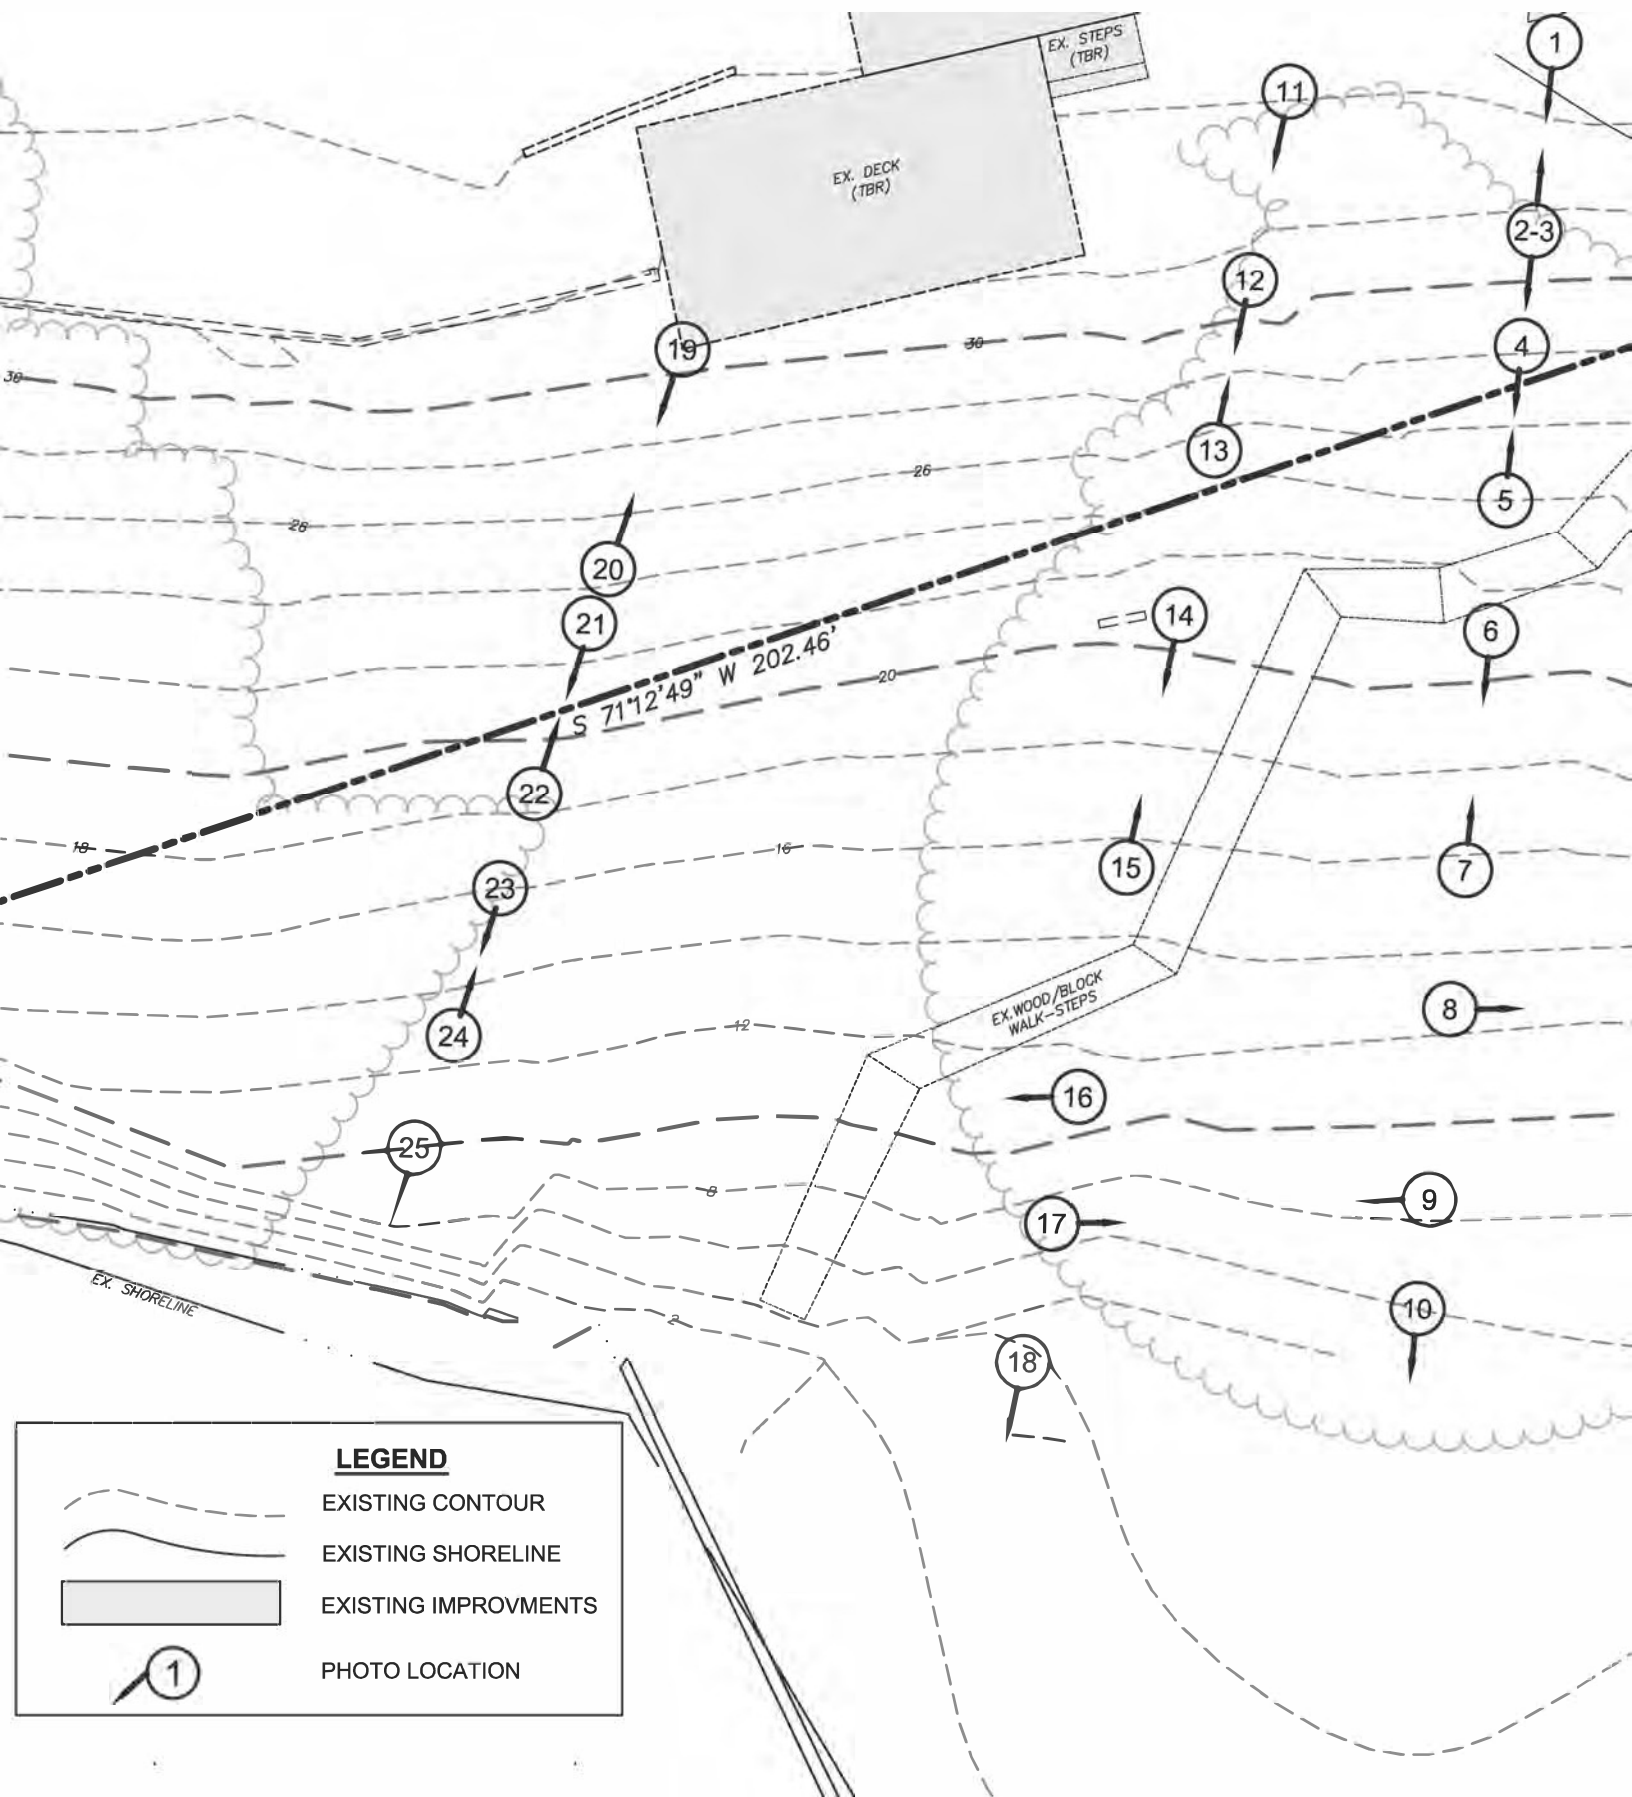 1
EX. STEPS
(TBR)
11
EX. DECK
(TBR)
2-3
12
19
30
4
30
13
26
5
26
20
21
14
6
S 71°12'49" W 202.46'
20
22
18
16
15
7
23
EX.WOOD/BLOCK
WALK-STEPS
8
24
12
16
25
8
9
17
EX. SHORELINE
2
10
18
LEGEND
EXISTING CONTOUR
EXISTING SHORELINE
EXISTING IMPROVMENTS
1
PHOTO LOCATION